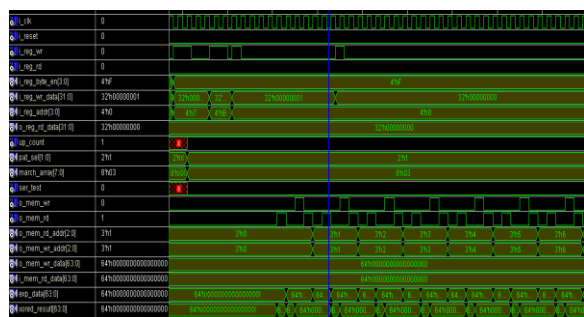 i_clk 0
i_reset 0
i_reg_wr 0
i_reg_rd 0
i_reg_byte_en[3:0] 4'hF 4'hF
i_reg_wr_data[31:0] 32'h00000001 32'h000... 32'... 32'h00000001 32'h00000000
i_reg_addr[3:0] 4'h0 4'h7 4'hB 4'h0
o_reg_rd_data[31:0] 32'h00000000 32'h00000000
up_count 1
pat_sel[1:0] 2'h1 2'h1
march_array[7:0] 8'h03 8'h03
ser_test 0
o_mem_wr 0
o_mem_rd 1
o_mem_rd_addr[2:0] 3'h1 3'h0 3'h1 3'h2 3'h3 3'h4 3'h5 3'h6
o_mem_wr_addr[2:0] 3'h1 3'h0 3'h1 3'h2 3'h3 3'h4 3'h5 3'h6
o_mem_wr_data[63:0] 64'h0000000000000000 64'h0000000000000000
i_mem_rd_data[63:0] 64'h0000000000000000 64'h0000000000000000
exp_data[63:0] 64'h0000000000000000
xored_result[63:0] 64'h0000000000000000